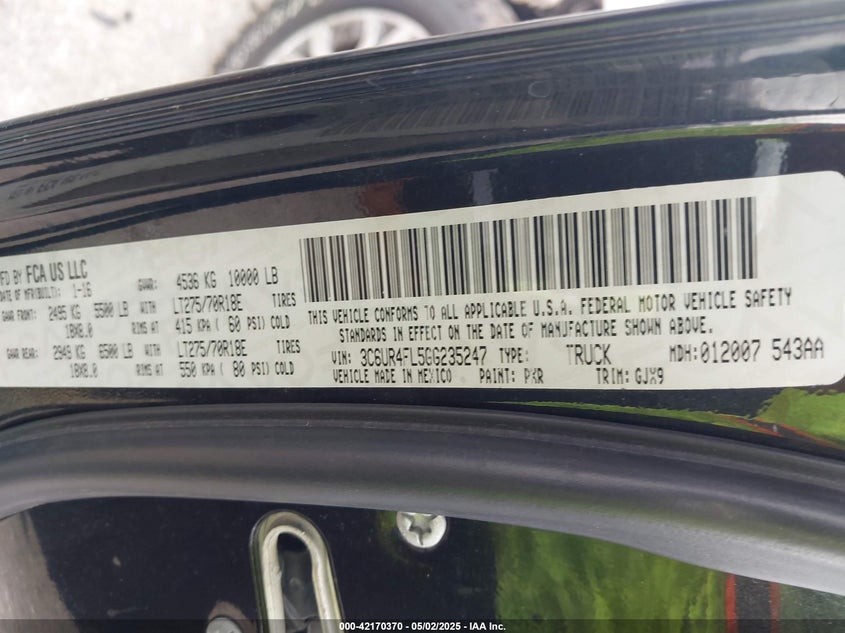 MFD BY FCA US LLC
DATE OF MFR(BUILT): 1-16 GVWR: 4536 KG 10000 LB
GAWR FRONT: 2495 KG 5500 LB WITH LT275/70R18E TIRES
18X8.0 RIMS AT 415 KPA ( 60 PSI) COLD
GAWR REAR: 2949 KG 6500 LB WITH LT275/70R18E TIRES
18X8.0 RIMS AT 550 KPA ( 80 PSI) COLD
THIS VEHICLE CONFORMS TO ALL APPLICABLE U.S.A. FEDERAL MOTOR VEHICLE SAFETY
STANDARDS IN EFFECT ON THE DATE OF MANUFACTURE SHOWN ABOVE.
VIN: 3C6UR4FL5GG235247 TYPE: TRUCK MDH: 012007 543AA
VEHICLE MADE IN MEXICO PAINT: PXR TRIM: GJX9
000-42170370 - 05/02/2025 - IAA Inc.